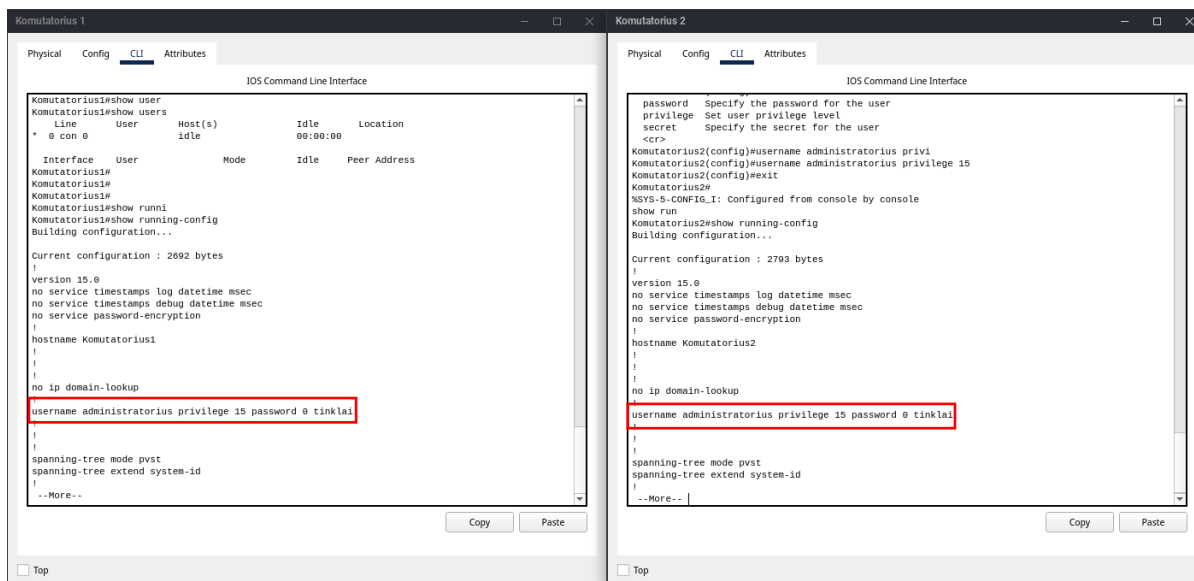 Komutatorius 1
Physical Config CLI Attributes
IOS Command Line Interface
Komutatorius1#show user
Komutatorius1#show users
Line User Host(s) Idle Location
* 0 con 0 idle 00:00:00
Interface User Mode Idle Peer Address
Komutatorius1#
Komutatorius1#
Komutatorius1#
Komutatorius1#show runni
Komutatorius1#show running-config
Building configuration...
Current configuration : 2692 bytes
!
version 15.0
no service timestamps log datetime msec
no service timestamps debug datetime msec
no service password-encryption
!
hostname Komutatorius1
!
!
!
no ip domain-lookup
!
username administratorius privilege 15 password 0 tinklai
!
!
!
spanning-tree mode pvst
spanning-tree extend system-id
!
--More--
Copy Paste
Top
Komutatorius 2
Physical Config CLI Attributes
IOS Command Line Interface
password Specify the password for the user
privilege Set user privilege level
secret Specify the secret for the user
<cr>
Komutatorius2(config)#username administratorius privi
Komutatorius2(config)#username administratorius privilege 15
Komutatorius2(config)#exit
Komutatorius2#
%SYS-5-CONFIG_I: Configured from console by console
show run
Komutatorius2#show running-config
Building configuration...
Current configuration : 2793 bytes
!
version 15.0
no service timestamps log datetime msec
no service timestamps debug datetime msec
no service password-encryption
!
hostname Komutatorius2
!
!
!
no ip domain-lookup
!
username administratorius privilege 15 password 0 tinklai
!
!
!
spanning-tree mode pvst
spanning-tree extend system-id
!
--More--
Copy Paste
Top